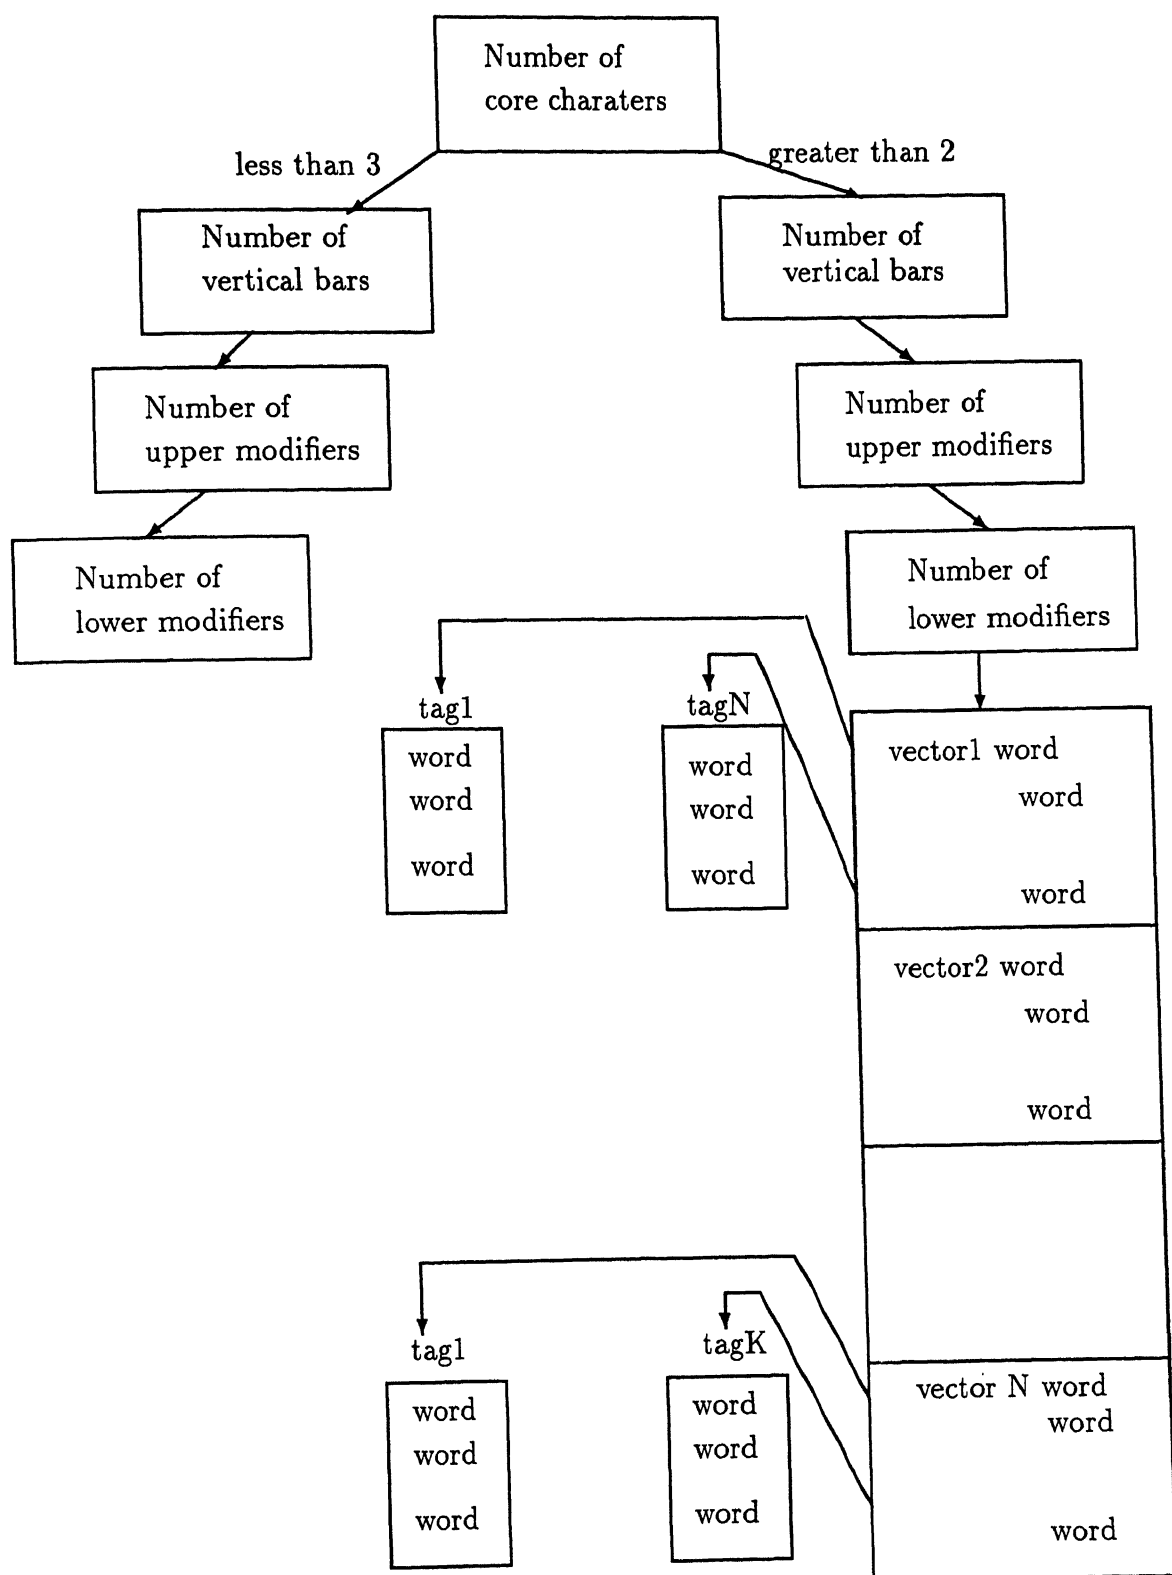 Number of
core charaters
less than 3
greater than 2
Number of
vertical bars
Number of
vertical bars
Number of
upper modifiers
Number of
upper modifiers
Number of
lower modifiers
Number of
lower modifiers
tag1
tagN
word
word
word
word
word
word
vector1 word
word
word
vector2 word
word
word
tag1
tagK
word
word
word
word
word
word
vector N word
word
word